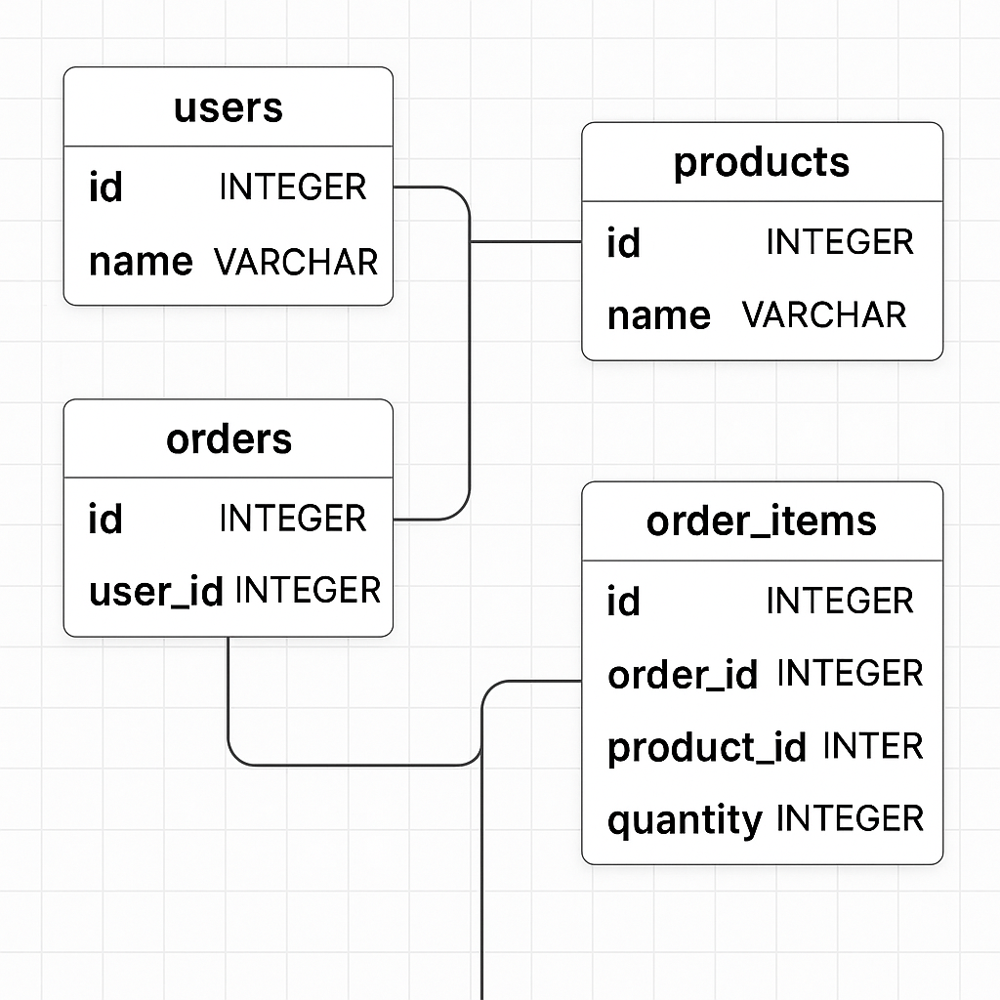 users
id INTEGER
name VARCHAR
products
id INTEGER
name VARCHAR
orders
id INTEGER
user_id INTEGER
order_items
id INTEGER
order_id INTEGER
product_id INTER
quantity INTEGER